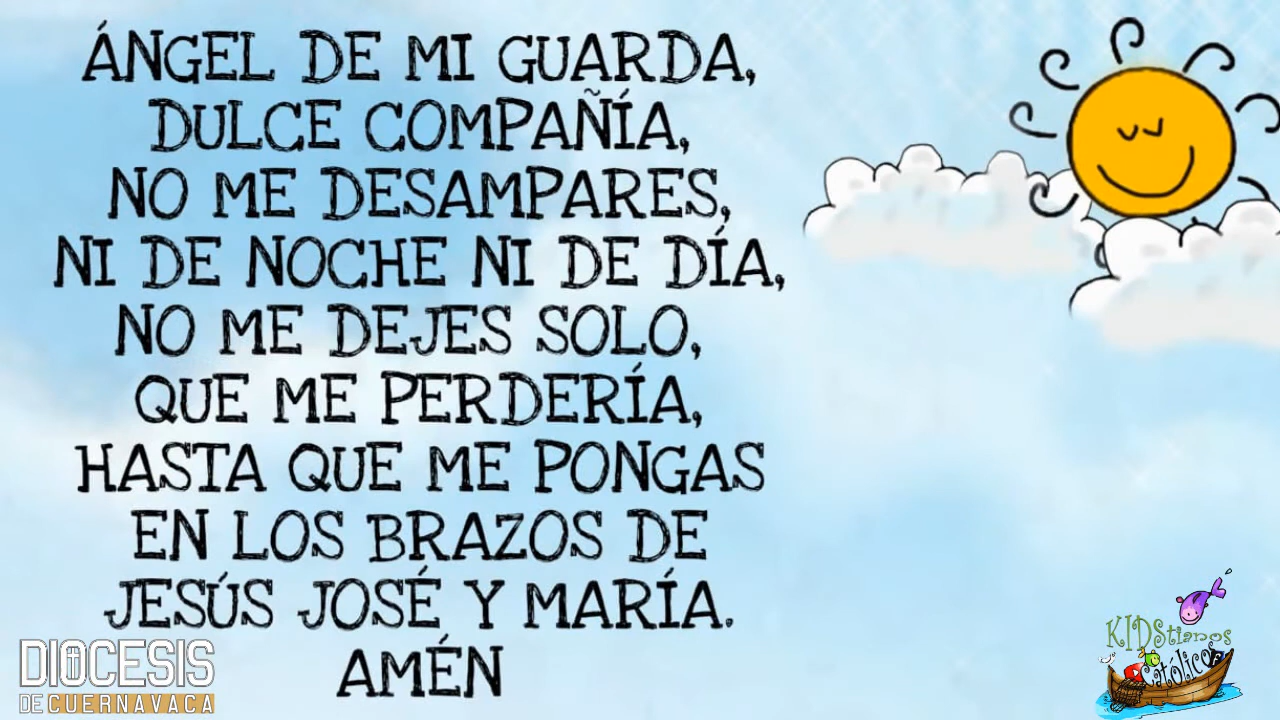 ÁNGEL DE MI GUARDA,
DULCE COMPAÑÍA,
NO ME DESAMPARES,
NI DE NOCHE NI DE DÍA,
NO ME DEJES SOLO,
QUE ME PERDERÍA,
HASTA QUE ME PONGAS
EN LOS BRAZOS DE
JESÚS JOSÉ Y MARÍA.
AMÉN
DIOCESIS
DE CUERNAVACA
KIDStianos
Católicos